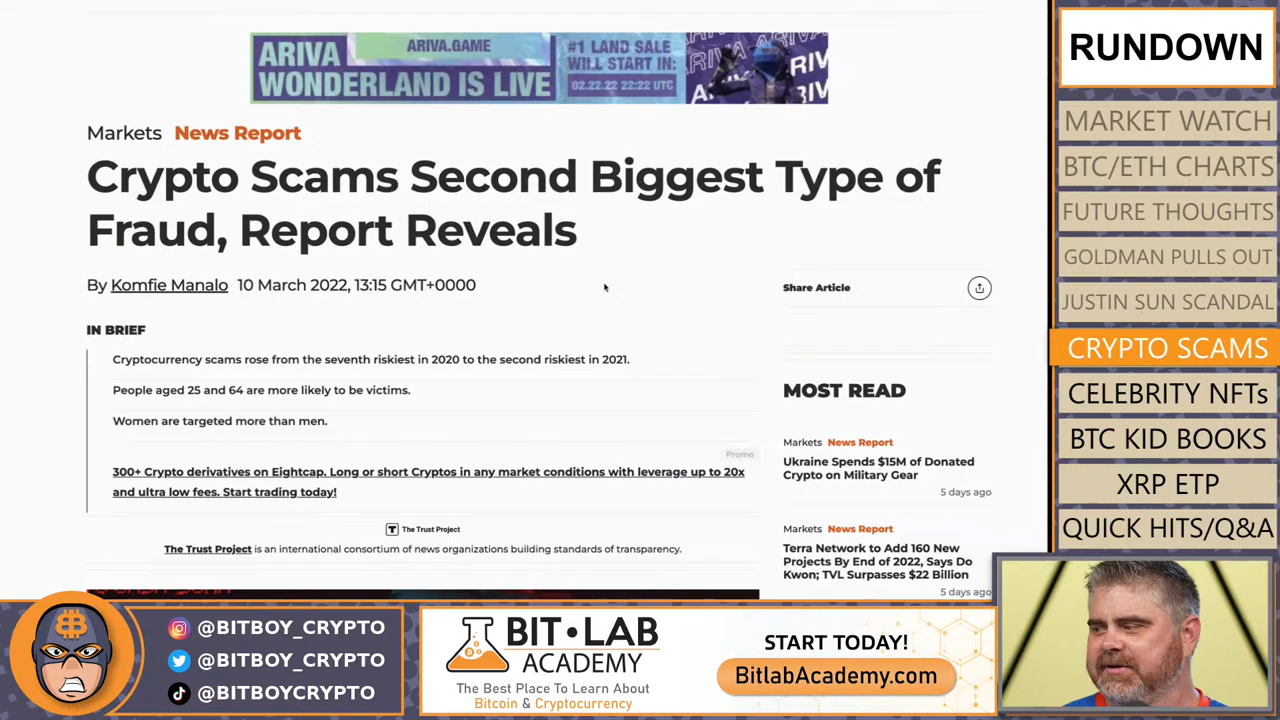 ARIVA
WONDERLAND IS LIVE
ARIVA.GAME
#1 LAND SALE
WILL START IN:
02.22.22 22:22 UTC
Markets News Report
Crypto Scams Second Biggest Type of
Fraud, Report Reveals
By Komfie Manalo 10 March 2022, 13:15 GMT+0000
Share Article
IN BRIEF
Cryptocurrency scams rose from the seventh riskiest in 2020 to the second riskiest in 2021.
People aged 25 and 64 are more likely to be victims.
Women are targeted more than men.
Promo
300+ Crypto derivatives on Eightcap. Long or short Cryptos in any market conditions with leverage up to 20x
and ultra low fees. Start trading today!
The Trust Project
The Trust Project is an international consortium of news organizations building standards of transparency.
MOST READ
Markets News Report
Ukraine Spends $15M of Donated
Crypto on Military Gear
5 days ago
Markets News Report
Terra Network to Add 160 New
Projects By End of 2022, Says Do
Kwon; TVL Surpasses $22 Billion
5 days ago
RUNDOWN
MARKET WATCH
BTC/ETH CHARTS
FUTURE THOUGHTS
GOLDMAN PULLS OUT
JUSTIN SUN SCANDAL
CRYPTO SCAMS
CELEBRITY NFTs
BTC KID BOOKS
XRP ETP
QUICK HITS/Q&A
@BITBOY_CRYPTO
@BITBOY_CRYPTO
@BITBOYCRYPTO
BIT•LAB
ACADEMY
The Best Place To Learn About
Bitcoin & Cryptocurrency
START TODAY!
BitlabAcademy.com